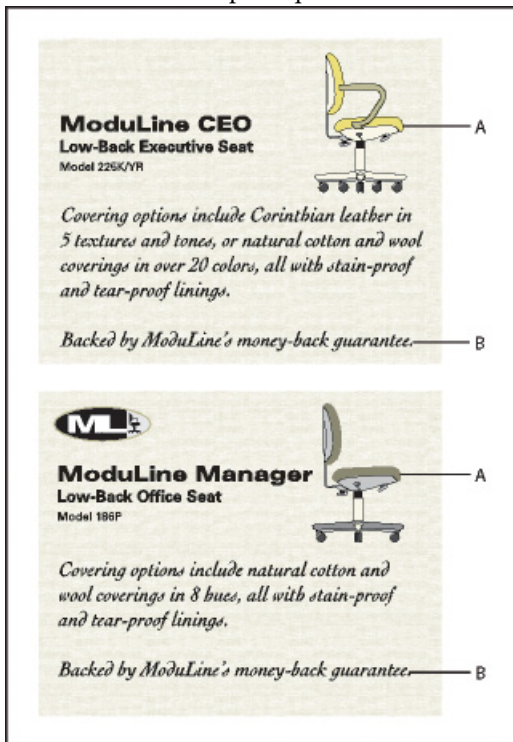 ModuLine CEO
Low-Back Executive Seat
Model 225K/YR
A
Covering options include Corinthian leather in
5 textures and tones, or natural cotton and wool
coverings in over 20 colors, all with stain-proof
and tear-proof linings.
Backed by ModuLine's money-back guarantee.
B
ML
ModuLine Manager
Low-Back Office Seat
Model 186P
A
Covering options include natural cotton and
wool coverings in 8 hues, all with stain-proof
and tear-proof linings.
Backed by ModuLine's money-back guarantee.
B